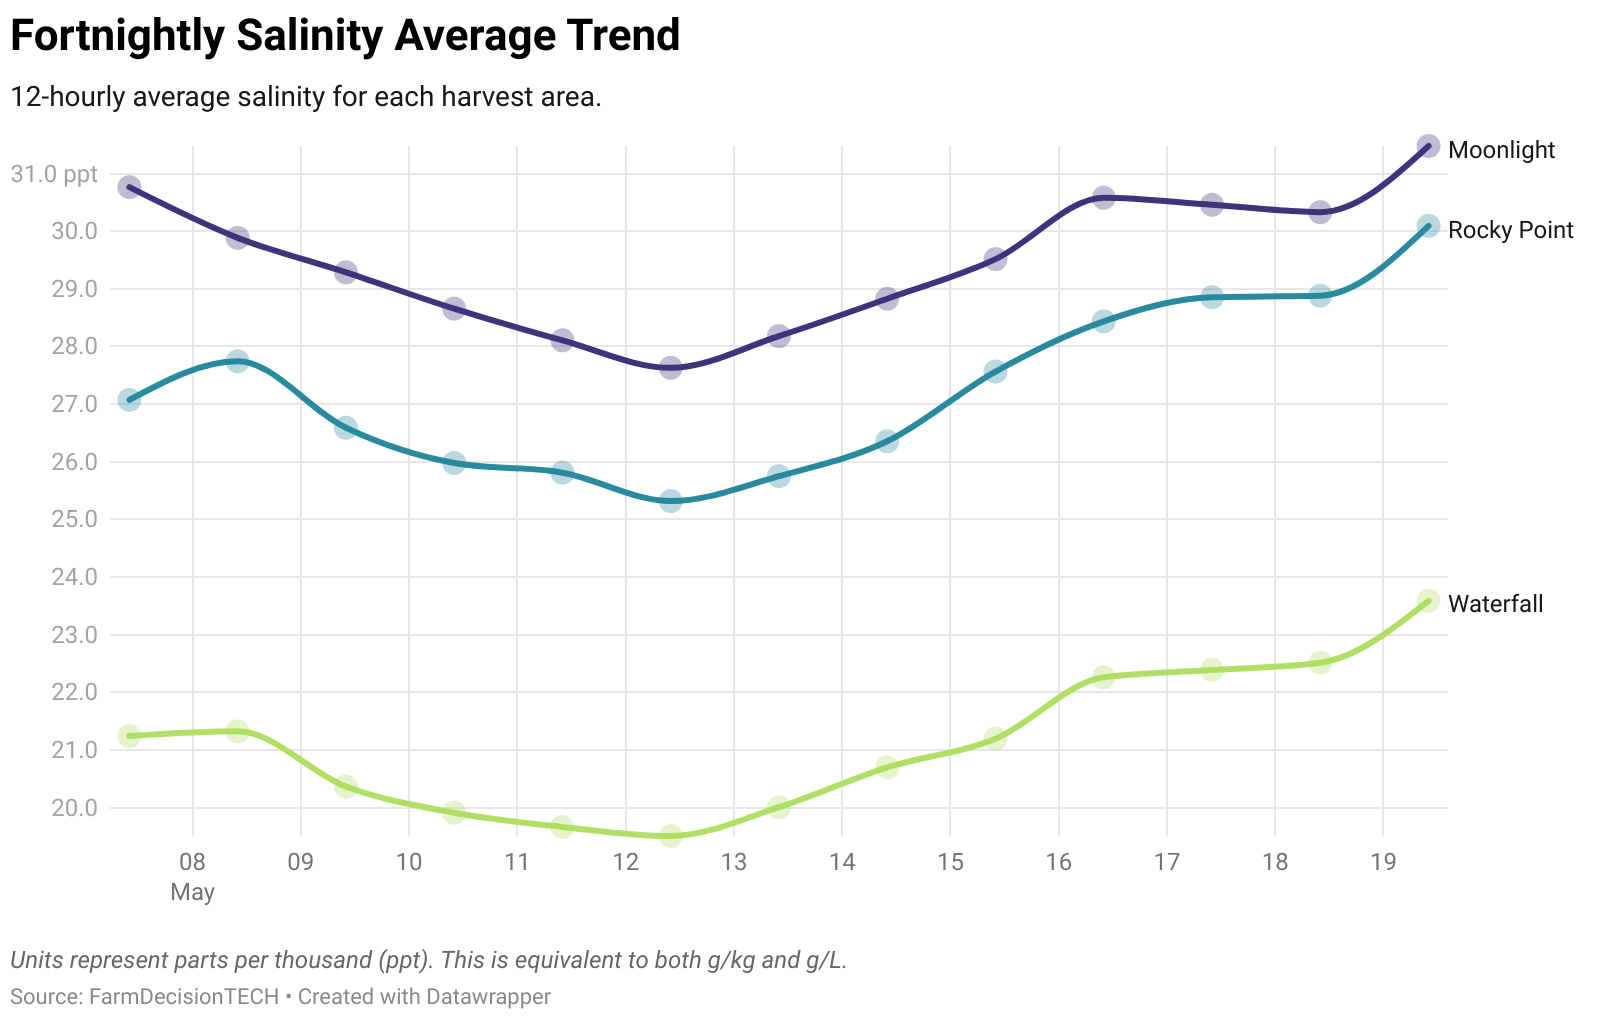 Fortnightly Salinity Average Trend
12-hourly average salinity for each harvest area.
31.0 ppt
30.0
29.0
28.0
27.0
26.0
25.0
24.0
23.0
22.0
21.0
20.0
Moonlight
Rocky Point
Waterfall
08 09 10 11 12 13 14 15 16 17 18 19
May
Units represent parts per thousand (ppt). This is equivalent to both g/kg and g/L.
Source: FarmDecisionTECH • Created with Datawrapper